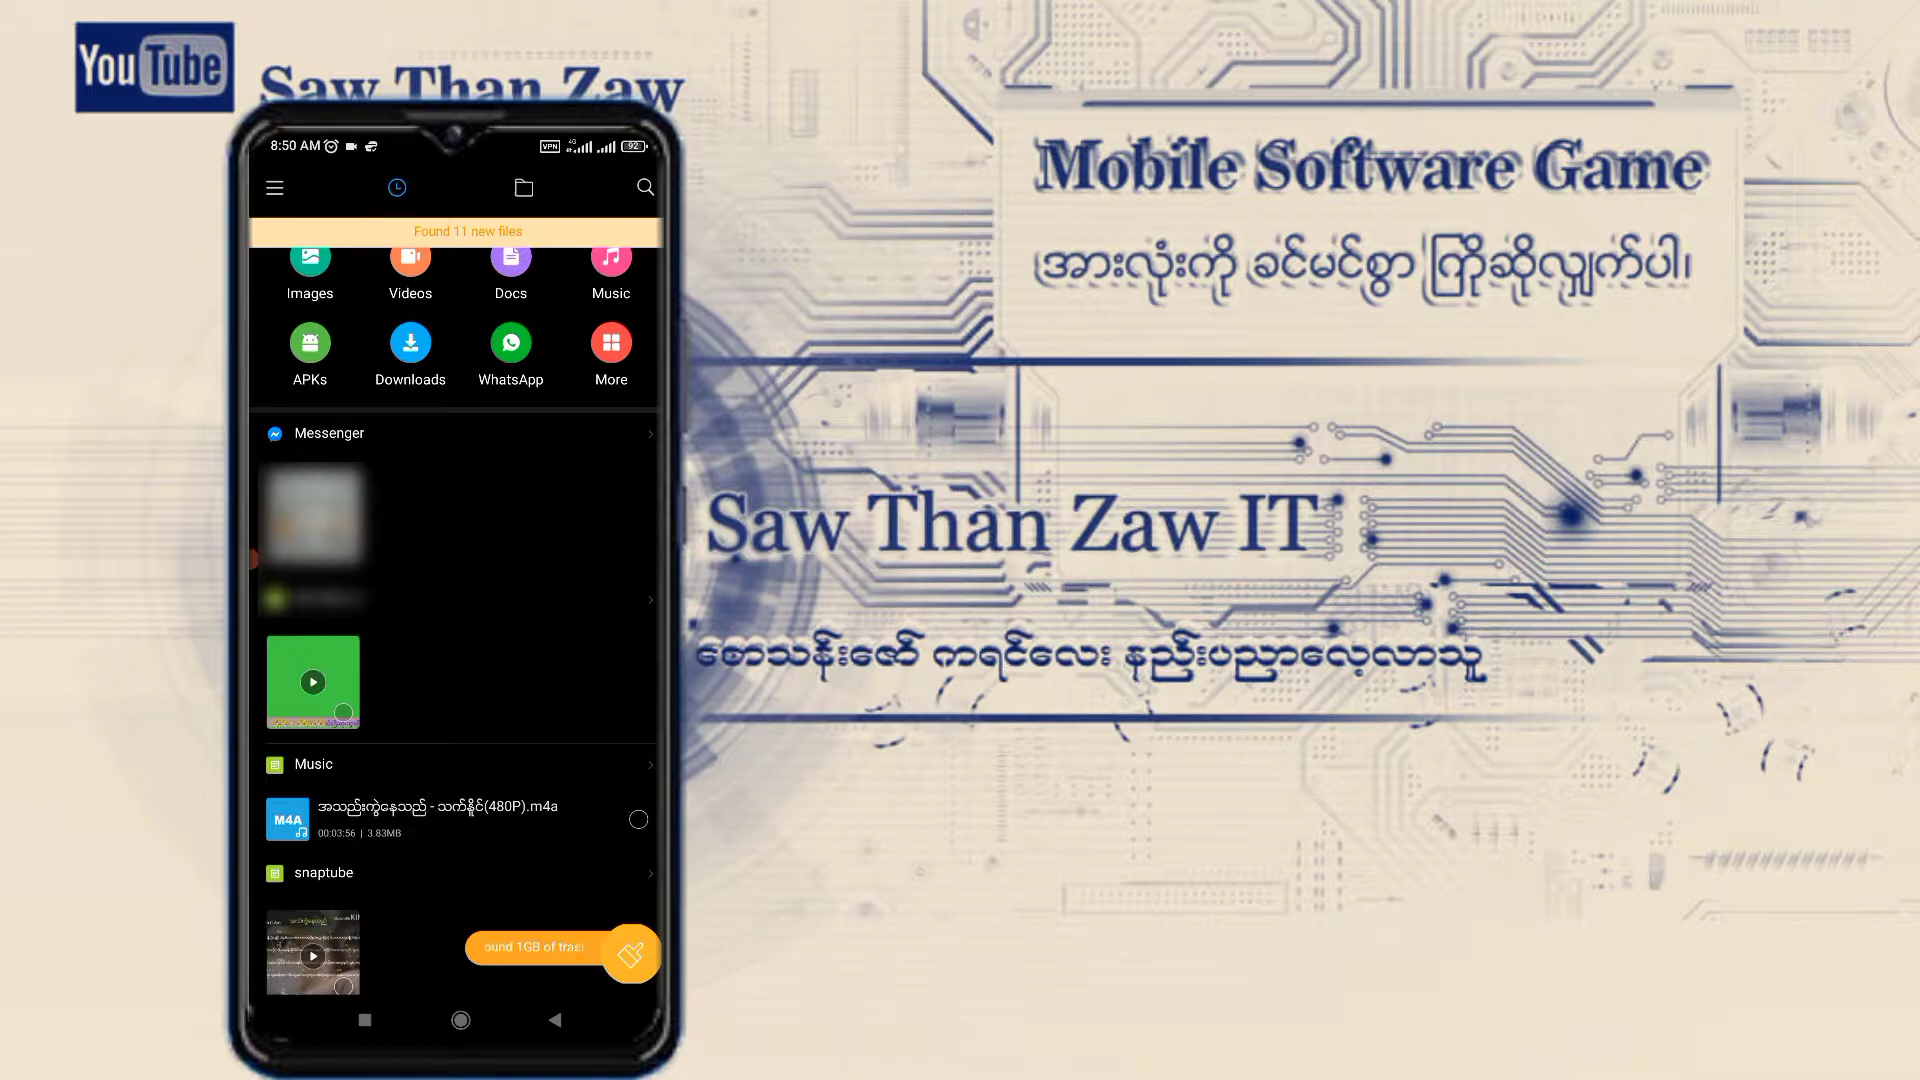 YouTube
Saw Than Zaw
8:50 AM
VPN
4G
92
Found 11 new files
Images
Videos
Docs
Music
APKs
Downloads
WhatsApp
More
Messenger
Music
M4A
အသည်းကွဲနေသည် - သက်နိူင်(480P).m4a
00:03:56 | 3.83MB
snaptube
ound 1GB of tras
Mobile Software Game
အားလုံးကို ခင်မင်စွာ ကြိုဆိုလျှက်ပါ၊
Saw Than Zaw IT
စောသန်းဇော် ကရင်လေး နည်းပညာလေ့လာသူ